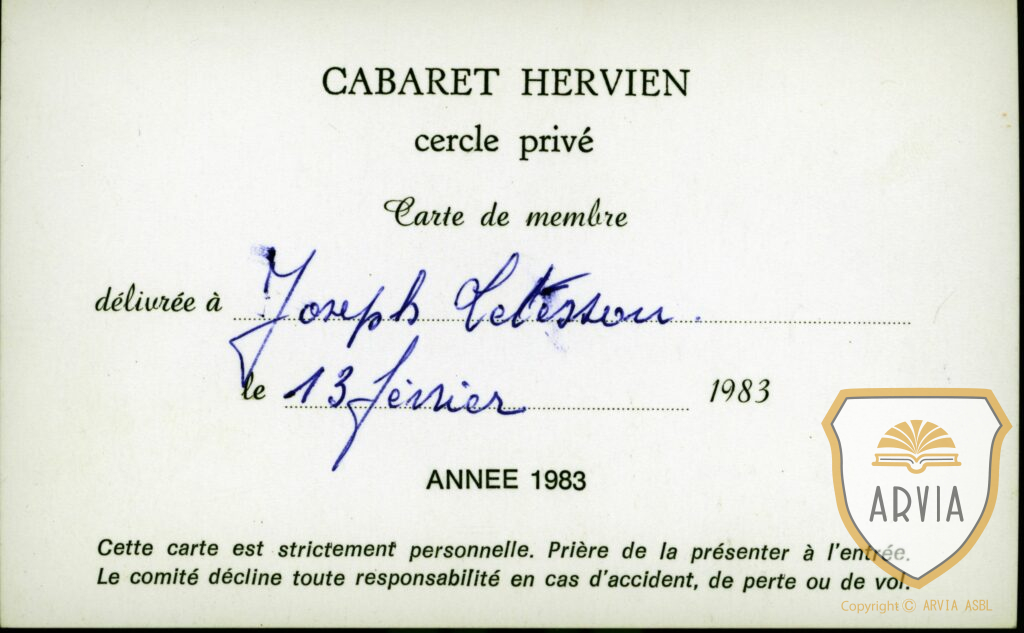 CABARET HERVIEN
cercle privé
Carte de membre
délivrée à Joseph Letesson
le 13 février 1983
ANNEE 1983
Cette carte est strictement personnelle. Prière de la présenter à l'entrée.
Le comité décline toute responsabilité en cas d'accident, de perte ou de vol.
ARVIA
Copyright © ARVIA ASBL